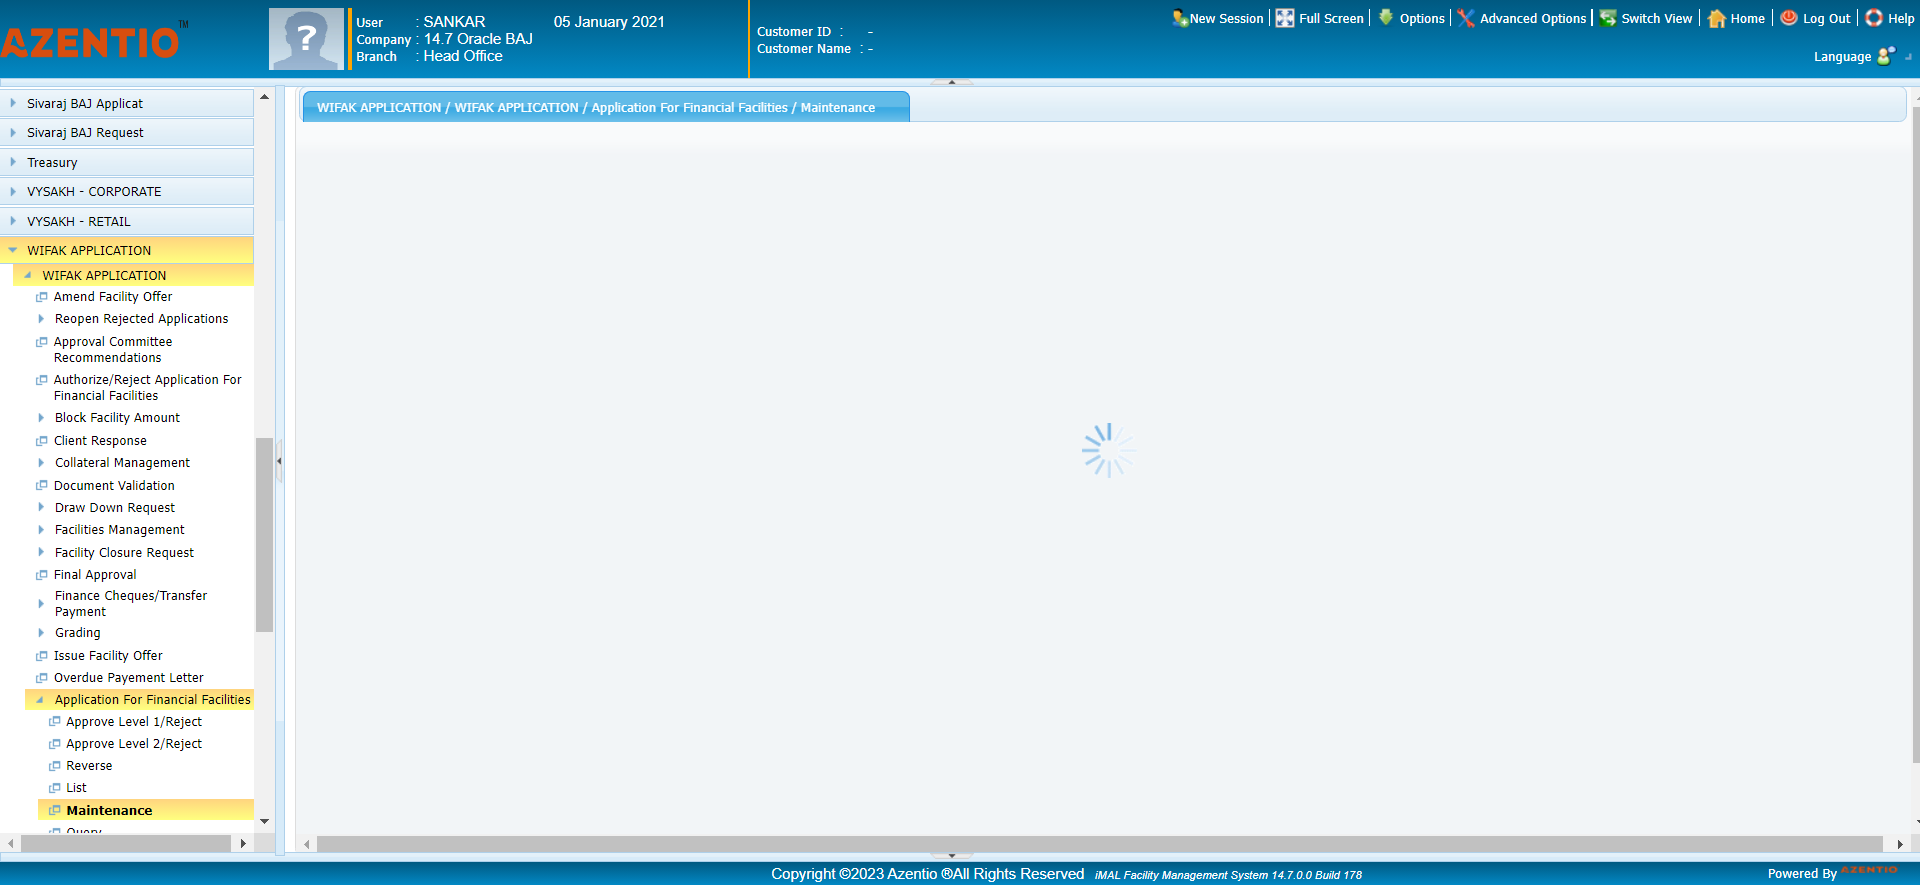 AZENTIO TM
User : SANKAR 05 January 2021
Company : 14.7 Oracle BAJ
Branch : Head Office
Customer ID : -
Customer Name : -
New Session Full Screen Options Advanced Options Switch View Home Log Out Help
Language
Sivaraj BAJ Applicat
Sivaraj BAJ Request
Treasury
VYSAKH - CORPORATE
VYSAKH - RETAIL
WIFAK APPLICATION
WIFAK APPLICATION
Amend Facility Offer
Reopen Rejected Applications
Approval Committee
Recommendations
Authorize/Reject Application For
Financial Facilities
Block Facility Amount
Client Response
Collateral Management
Document Validation
Draw Down Request
Facilities Management
Facility Closure Request
Final Approval
Finance Cheques/Transfer
Payment
Grading
Issue Facility Offer
Overdue Payement Letter
Application For Financial Facilities
Approve Level 1/Reject
Approve Level 2/Reject
Reverse
List
Maintenance
Query
WIFAK APPLICATION / WIFAK APPLICATION / Application For Financial Facilities / Maintenance
Copyright ©2023 Azentio ®All Rights Reserved iMAL Facility Management System 14.7.0.0 Build 178
Powered By AZENTIO